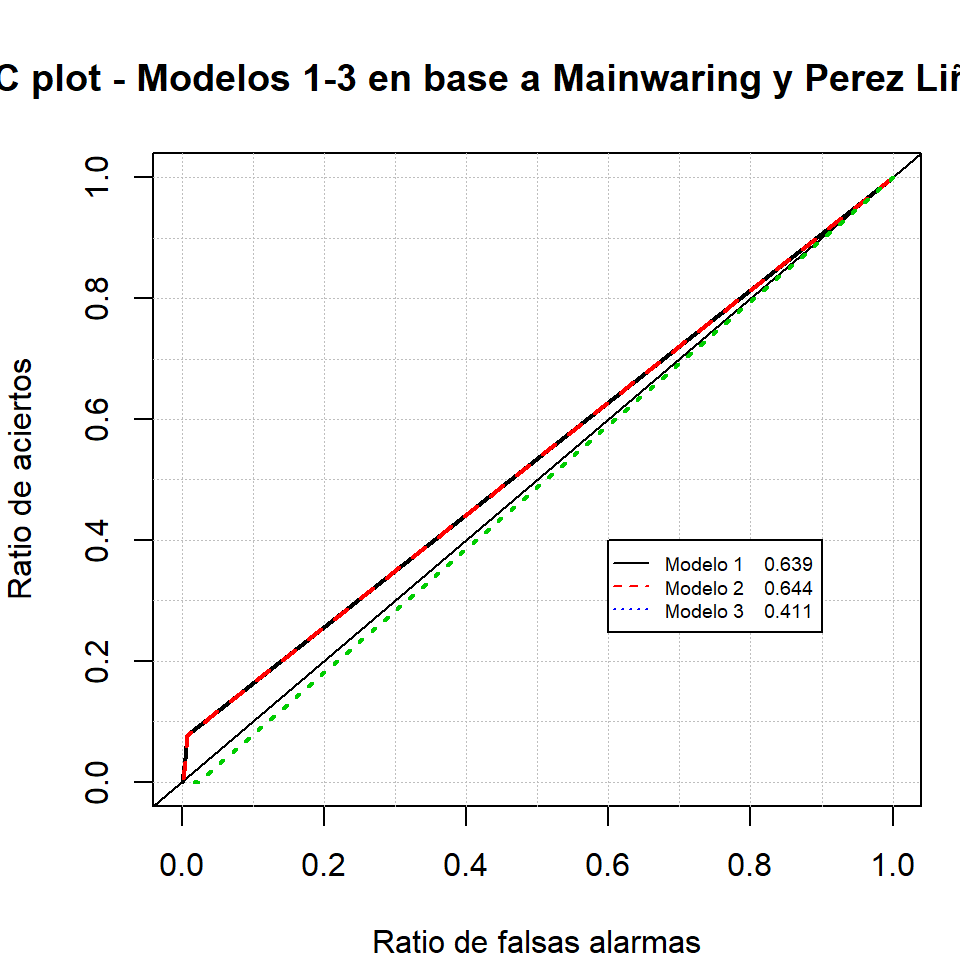 C plot - Modelos 1-3 en base a Mainwaring y Perez Liñ
1.0
0.8
0.6
0.4
0.2
0.0
Ratio de aciertos
Modelo 1 0.639
Modelo 2 0.644
Modelo 3 0.411
0.0 0.2 0.4 0.6 0.8 1.0
Ratio de falsas alarmas